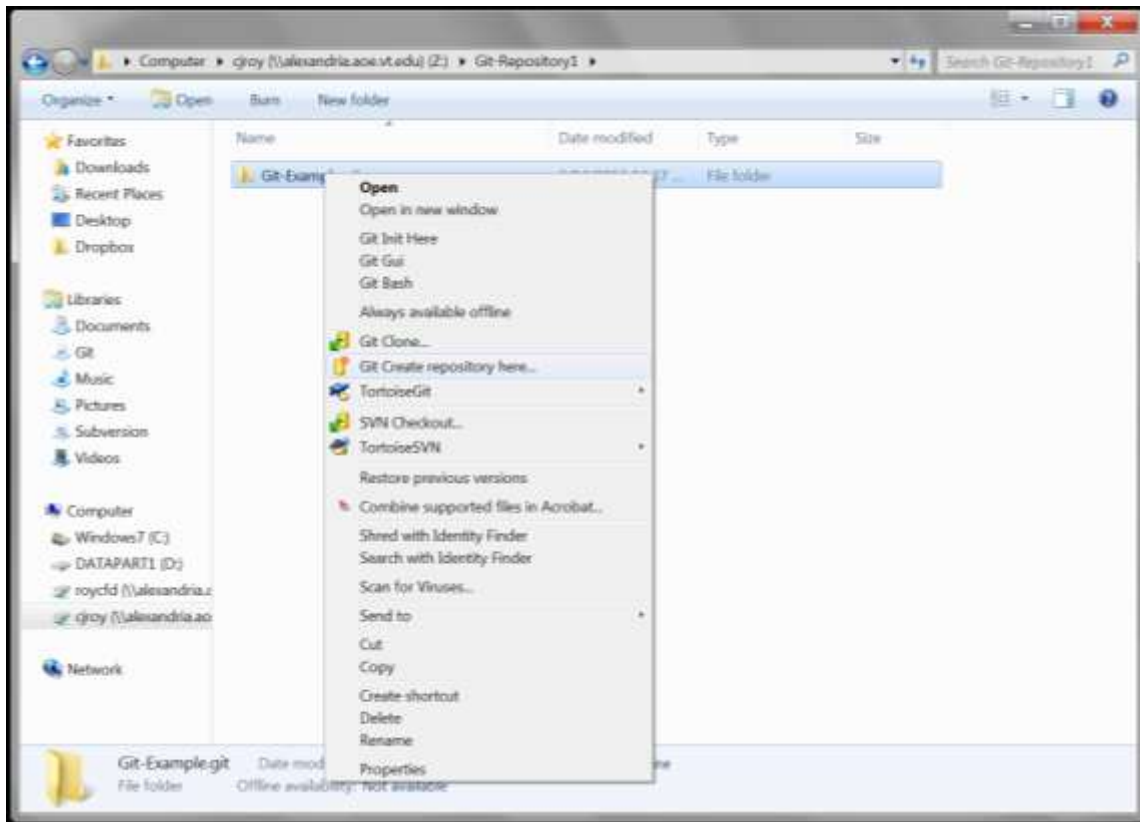 Computer ▸ cjroy (\\alexandria.aoe.vt.edu) (Z:) ▸ Git-Repository1 ▸
Search Git-Repository1
Organize Open Burn New folder
Name Date modified Type Size
Favorites
Downloads
Recent Places
Desktop
Dropbox
Libraries
Documents
Git
Music
Pictures
Subversion
Videos
Computer
Windows7 (C:)
DATAPART1 (D:)
roycfd (\\alexandria.a
cjroy (\\alexandria.ao
Network
Git-Examp
File folder
Open
Open in new window
Git Init Here
Git Gui
Git Bash
Always available offline
Git Clone...
Git Create repository here...
TortoiseGit
SVN Checkout...
TortoiseSVN
Restore previous versions
Combine supported files in Acrobat...
Shred with Identity Finder
Search with Identity Finder
Scan for Viruses...
Send to
Cut
Copy
Create shortcut
Delete
Rename
Properties
Git-Example.git Date mod
File folder Offline availability: Not available